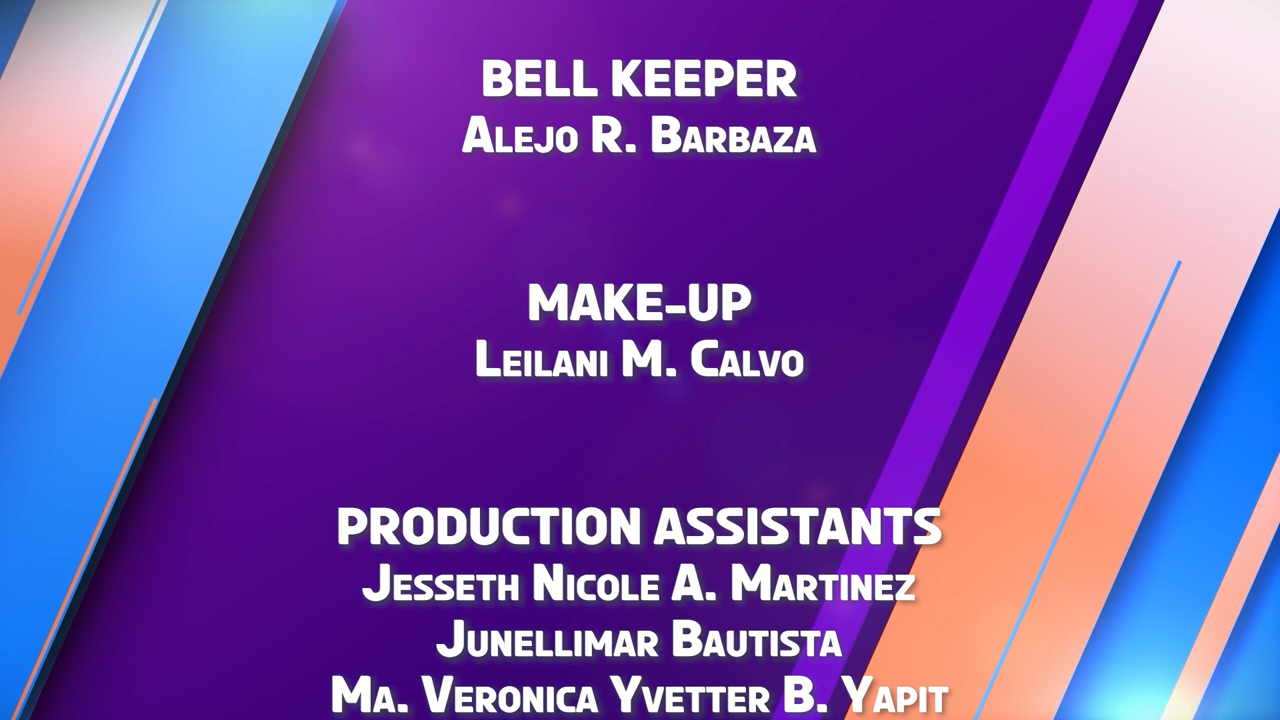 BELL KEEPER
Alejo R. Barbaza
MAKE-UP
Leilani M. Calvo
PRODUCTION ASSISTANTS
Jesseth Nicole A. Martinez
Junellimar Bautista
Ma. Veronica Yvetter B. Yapit